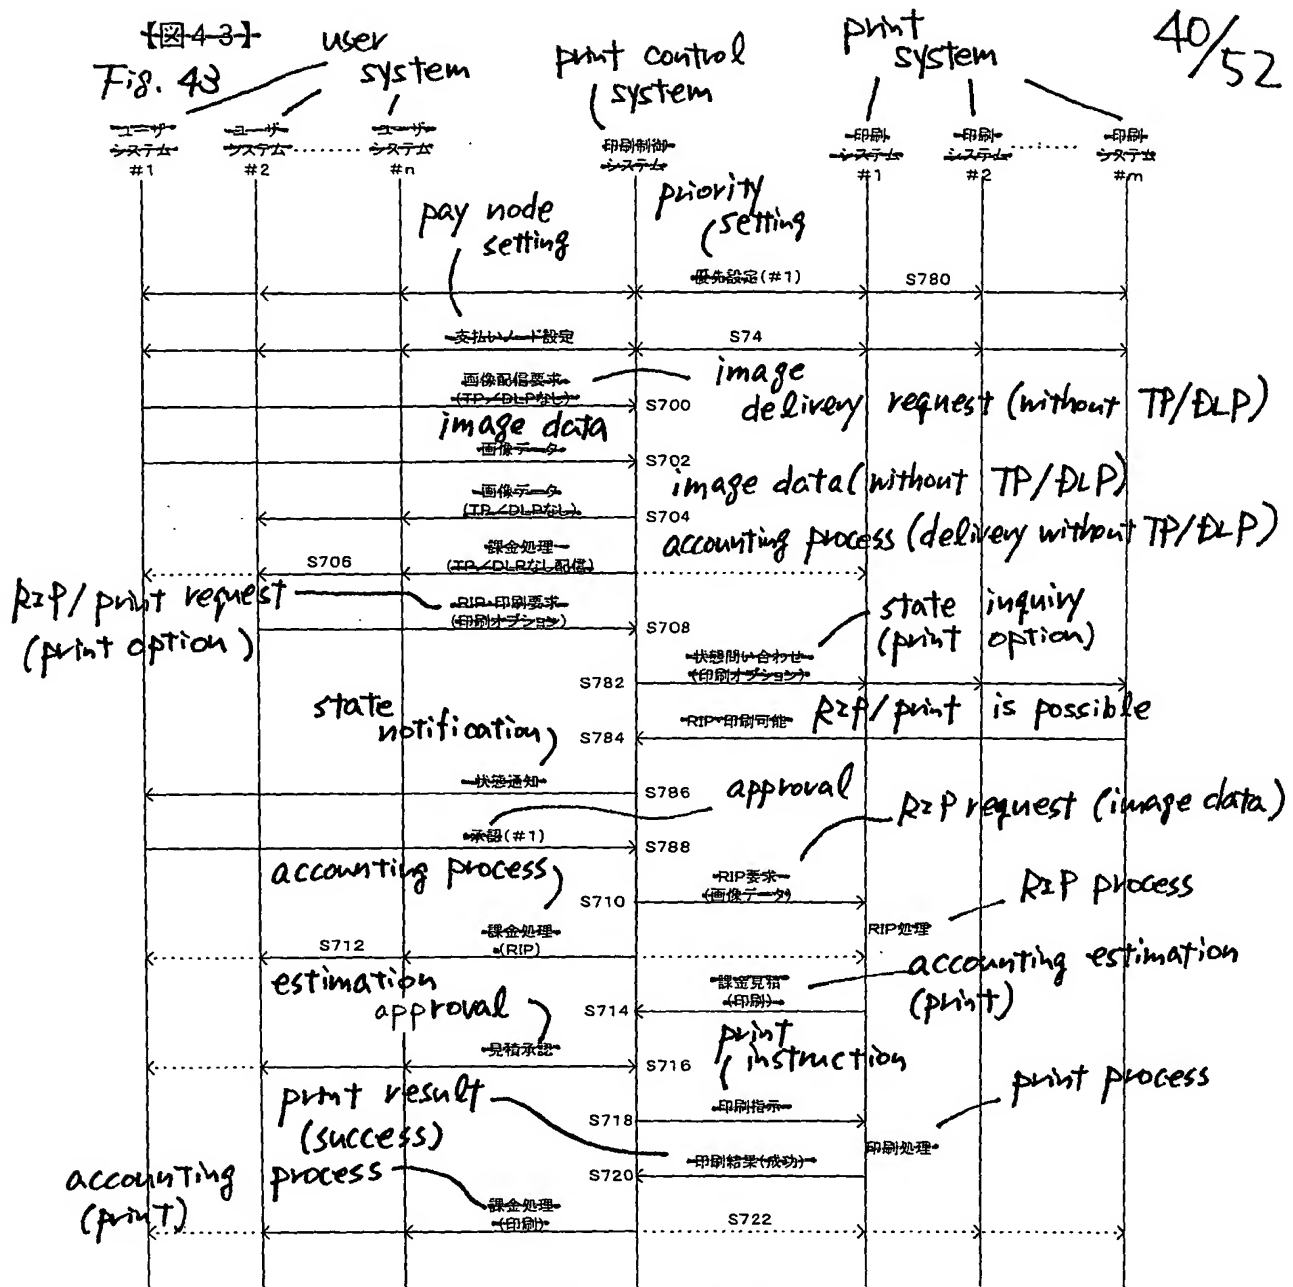 【図43】
Fig. 43
user
system
print control
system
print
system
40/52
ユーザ
システム
#1
ユーザ
システム
#2
........
ユーザ
システム
#n
印刷制御
システム
印刷
システム
#1
印刷
システム
#2
........
印刷
システム
#m
pay node
setting
priority
setting
優先設定(#1)
S780
支払いノード設定
S74
画像配信要求
(TP/DLPなし)
S700
image
delivery request (without TP/DLP)
image data
画像データ
S702
画像データ
(TP/DLPなし)
S704
image data (without TP/DLP)
accounting process (delivery without TP/DLP)
S706
課金処理
(TP/DLPなし配信)
RIP/print request
(print option)
RIP・印刷要求
(印刷オプション)
S708
state inquiry
(print option)
状態問い合わせ
(印刷オプション)
S782
state
notification
RIP・印刷可能
S784
RIP/print is possible
状態通知
S786
approval
RIP request (image data)
承認(#1)
S788
accounting process
RIP要求
(画像データ)
S710
RIP処理
RIP process
課金処理
(RIP)
S712
estimation
approval
課金見積
(印刷)
S714
accounting estimation
(print)
見積承認
S716
print
instruction
print result
(success)
印刷指示
S718
印刷処理
print process
印刷結果(成功)
S720
accounting process
(print)
課金処理
(印刷)
S722